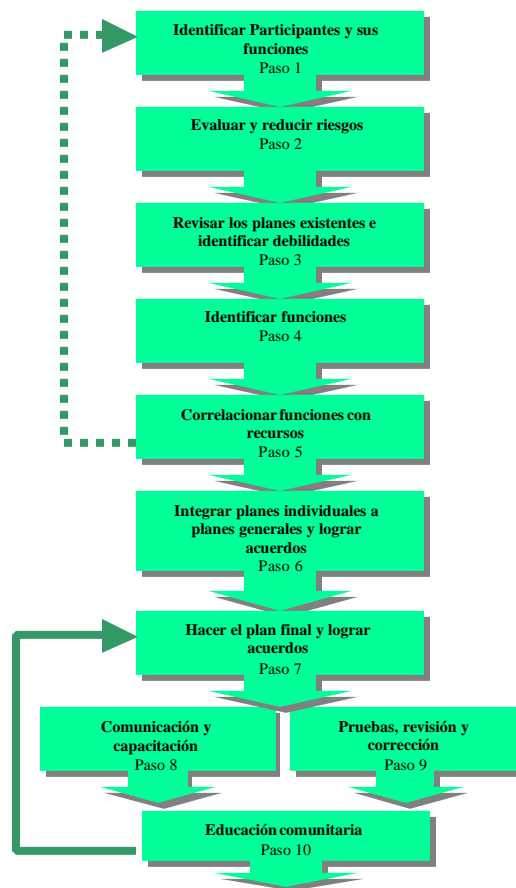 Identificar Participantes y sus
funciones
Paso 1
Evaluar y reducir riesgos
Paso 2
Revisar los planes existentes e
identificar debilidades
Paso 3
Identificar funciones
Paso 4
Correlacionar funciones con
recursos
Paso 5
Integrar planes individuales a
planes generales y lograr
acuerdos
Paso 6
Hacer el plan final y lograr
acuerdos
Paso 7
Comunicación y
capacitación
Paso 8
Pruebas, revisión y
corrección
Paso 9
Educación comunitaria
Paso 10